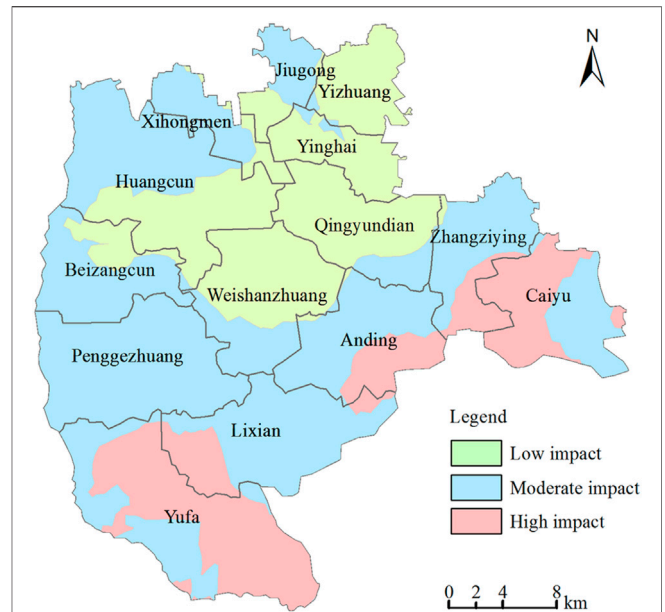 N
Jiugong
Yizhuang
Xihongmen
Yinghai
Huangcun
Qingyundian
Zhangziying
Beizangcun
Weishanzhuang
Caiyu
Anding
Penggezhuang
Lixian
Yufa
Legend
Low impact
Moderate impact
High impact
0 2 4 8
km